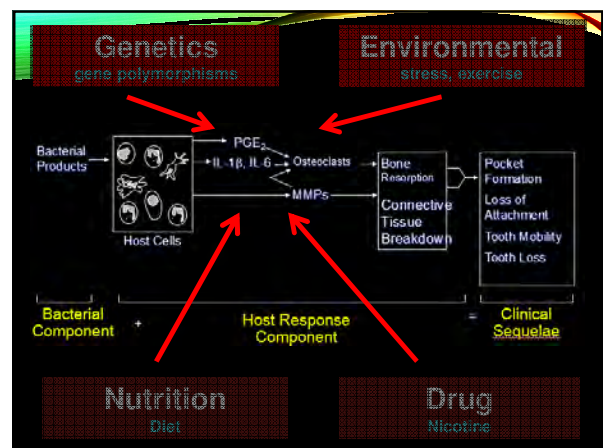 Genetics
gene polymorphisms
Environmental
stress, exercise
Bacterial
Products
Host Cells
PGE2
IL-1β, IL-6
Osteoclasts
MMPs
Bone
Resorption
Connective
Tissue
Breakdown
Pocket
Formation
Loss of
Attachment
Tooth Mobility
Tooth Loss
Bacterial
Component
+
Host Response
Component
=
Clinical
Sequelae
Nutrition
Diet
Drug
Nicotine